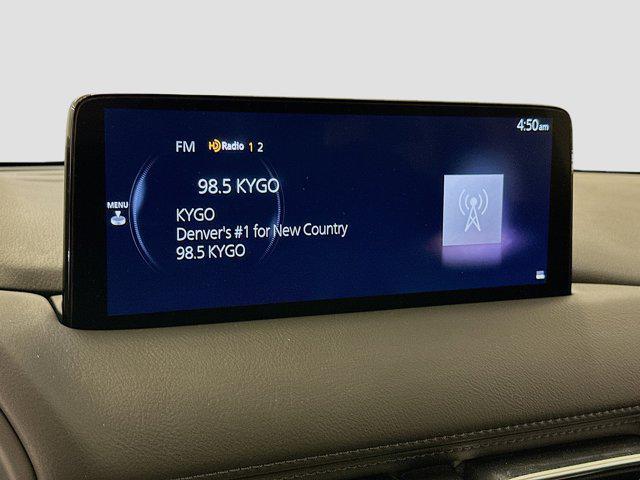 4:50am
FM HD Radio 1 2
98.5 KYGO
MENU
KYGO
Denver's #1 for New Country
98.5 KYGO